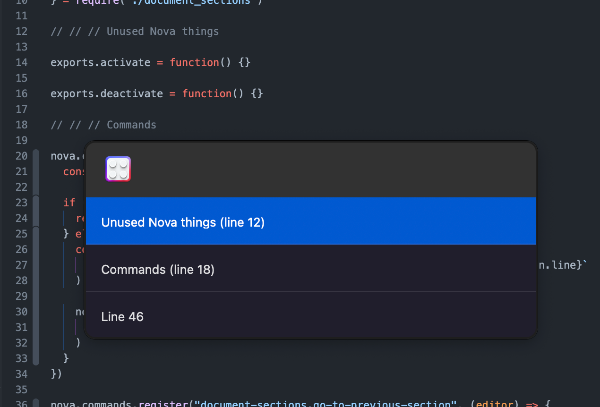 10 } = require("./document_sections")
11
12 // // // Unused Nova things
13
14 exports.activate = function() {}
15
16 exports.deactivate = function() {}
17
18 // // // Commands
19
20 nova.
21 cons
22
23 if
24 re
25 } el
26 co
27 n.line}`
28 )
29
30 no
31
32 )
33 }
34 })
35
36 nova.commands.register("document-sections.go-to-previous-section", (editor) => {
Unused Nova things (line 12)
Commands (line 18)
Line 46